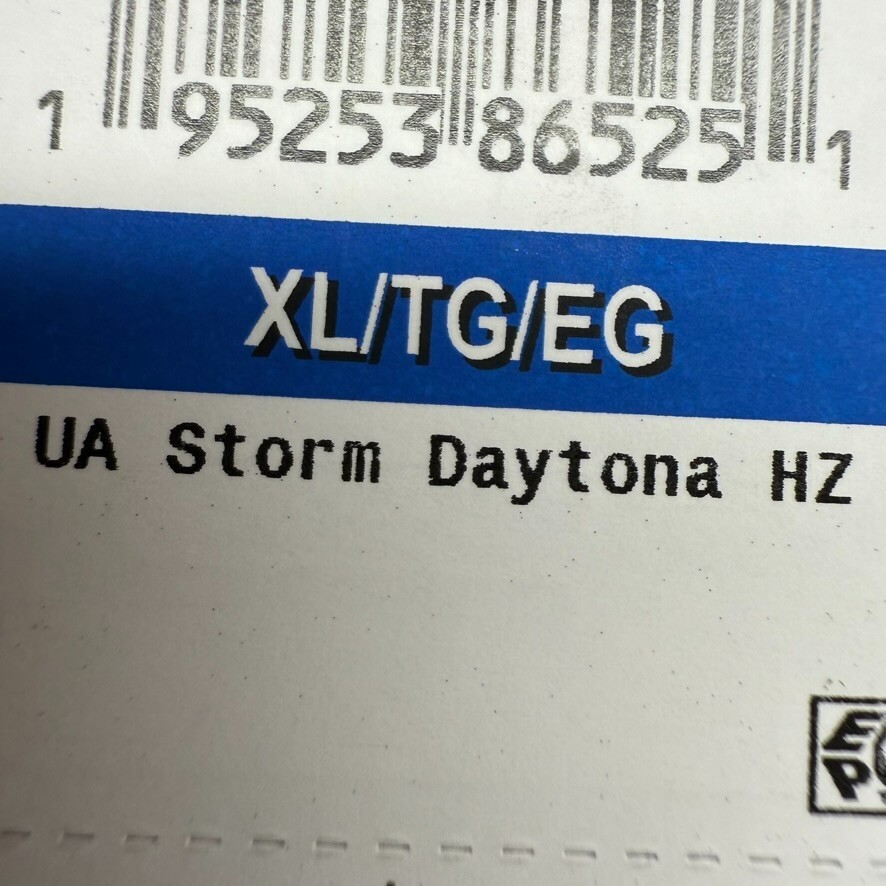 1 95253 86525 1
XL/TG/EG
UA Storm Daytona HZ
E
P